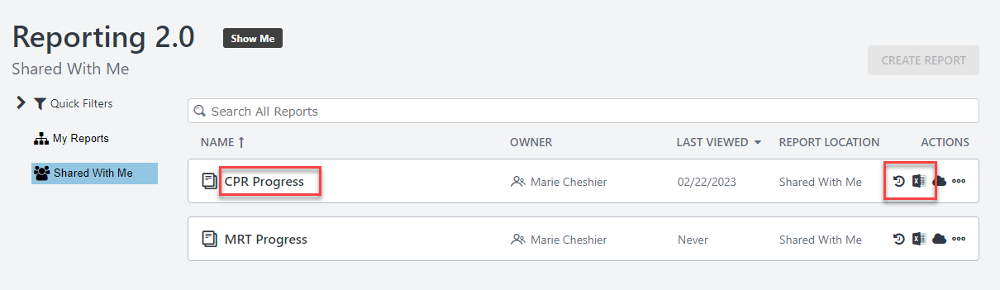 Reporting 2.0 Show Me
Shared With Me
CREATE REPORT
Quick Filters
My Reports
Shared With Me
Search All Reports
NAME OWNER LAST VIEWED REPORT LOCATION ACTIONS
CPR Progress Marie Cheshier 02/22/2023 Shared With Me
MRT Progress Marie Cheshier Never Shared With Me